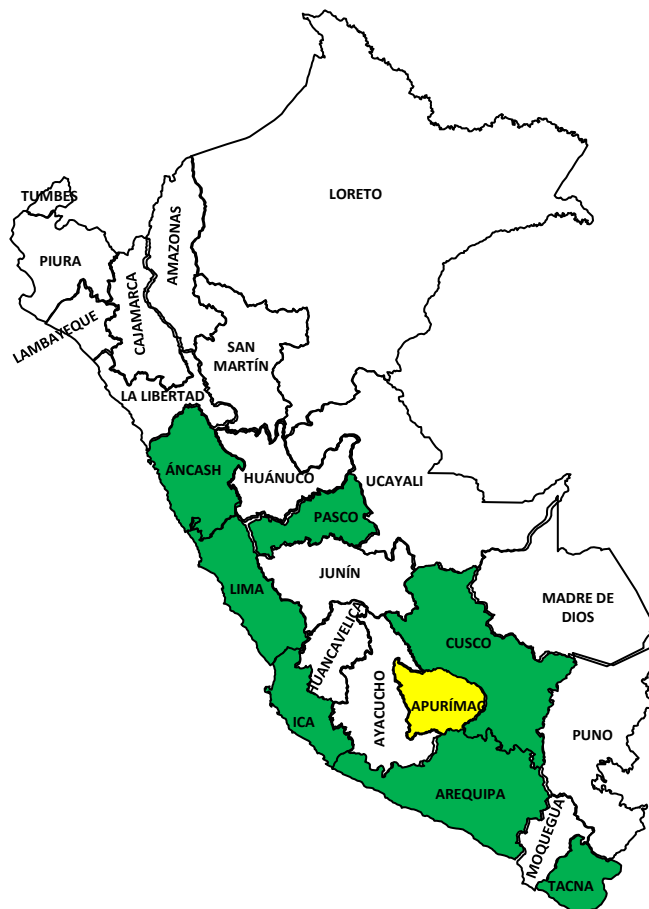 LORETO
TUMBES
AMAZONAS
PIURA
CAJAMARCA
LAMBAYEQUE
SAN
MARTÍN
LA LIBERTAD
ÁNCASH
HUÁNUCO
UCAYALI
PASCO
JUNÍN
LIMA
MADRE DE
DIOS
HUANCAVELICA
CUSCO
AYACUCHO
APURÍMAC
ICA
PUNO
AREQUIPA
MOQUEGUA
TACNA